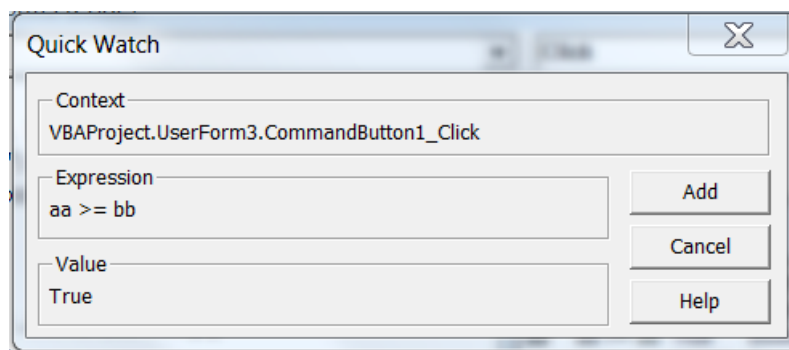 Quick Watch
Context
VBAProject.UserForm3.CommandButton1_Click
Expression
aa >= bb
Add
Cancel
Value
True
Help